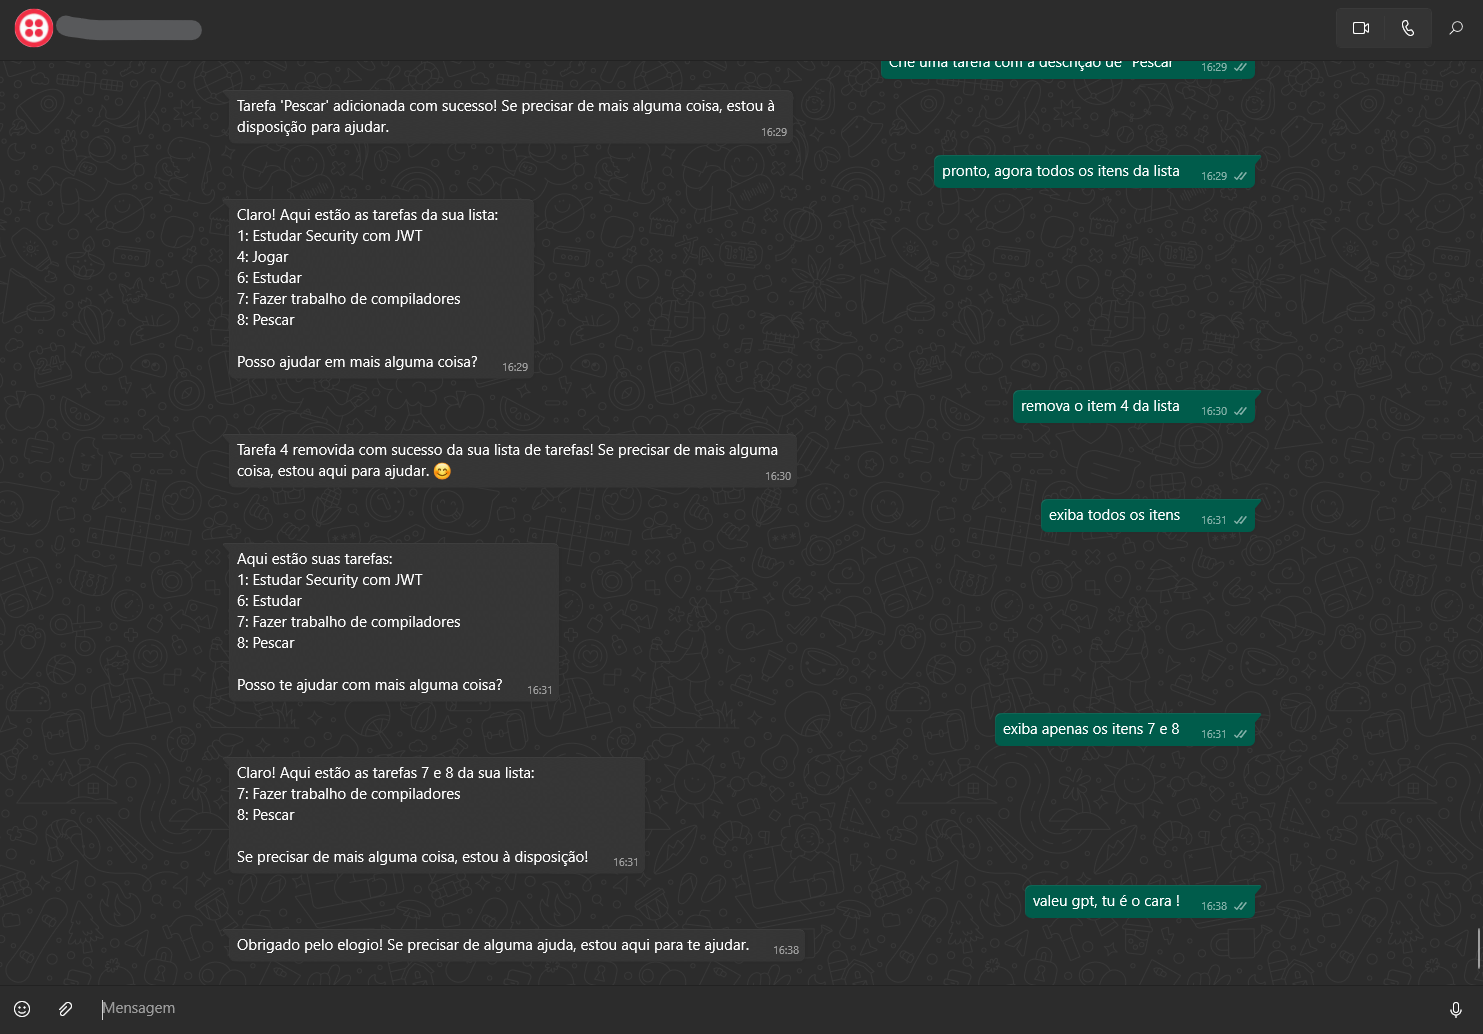 Crie uma tarefa com a descrição de "Pescar"
16:29
Tarefa 'Pescar' adicionada com sucesso! Se precisar de mais alguma coisa, estou à
disposição para ajudar.
16:29
pronto, agora todos os itens da lista
16:29
Claro! Aqui estão as tarefas da sua lista:
1: Estudar Security com JWT
4: Jogar
6: Estudar
7: Fazer trabalho de compiladores
8: Pescar
Posso ajudar em mais alguma coisa?
16:29
remova o item 4 da lista
16:30
Tarefa 4 removida com sucesso da sua lista de tarefas! Se precisar de mais alguma
coisa, estou aqui para ajudar. 😊
16:30
exiba todos os itens
16:31
Aqui estão suas tarefas:
1: Estudar Security com JWT
6: Estudar
7: Fazer trabalho de compiladores
8: Pescar
Posso te ajudar com mais alguma coisa?
16:31
exiba apenas os itens 7 e 8
16:31
Claro! Aqui estão as tarefas 7 e 8 da sua lista:
7: Fazer trabalho de compiladores
8: Pescar
Se precisar de mais alguma coisa, estou à disposição!
16:31
valeu gpt, tu é o cara !
16:38
Obrigado pelo elogio! Se precisar de alguma ajuda, estou aqui para te ajudar.
16:38
Mensagem